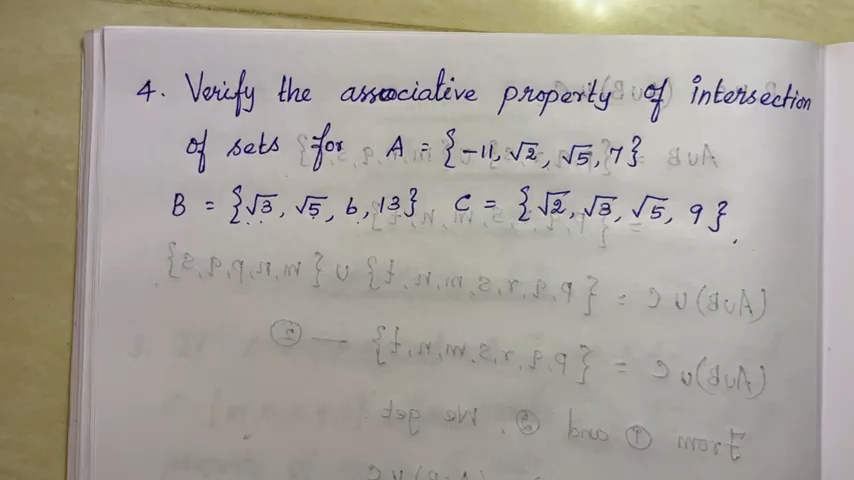 4. Verify the associative property of intersection
of sets for A = {-11, √2, √5, 7}
B = {√3, √5, 6, 13} C = {√2, √3, √5, 9}.